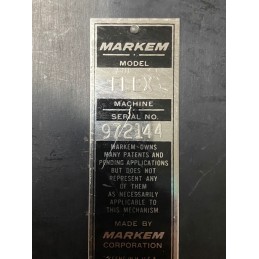 MARKEM
MODEL
MACHINE
SERIAL NO.
972144
MARKEM-OWNS
MANY PATENTS AND
PENDING APPLICATIONS
BUT DOES NOT
REPRESENT ANY
OF THEM
AS NECESSARILY
APPLICABLE TO
THIS MECHANISM
MADE BY
MARKEM
CORPORATION